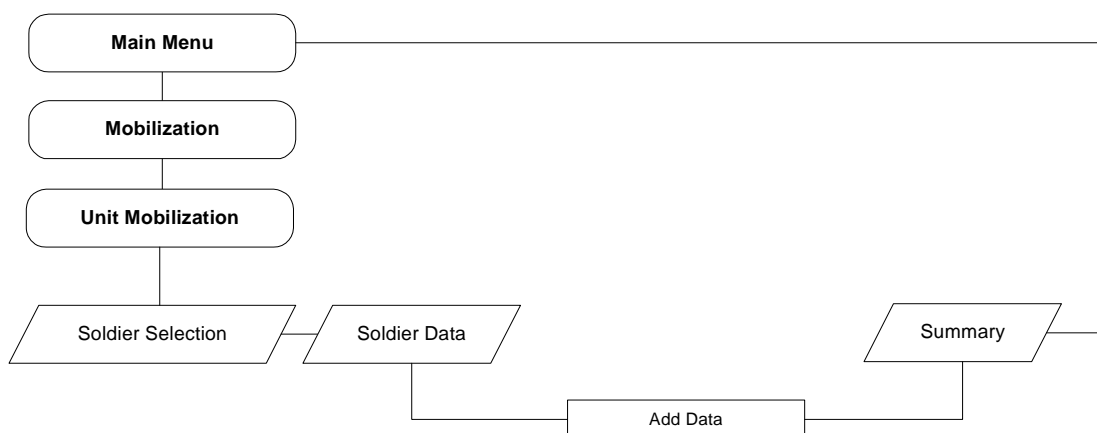 Main Menu
Mobilization
Unit Mobilization
Soldier Selection
Soldier Data
Summary
Add Data